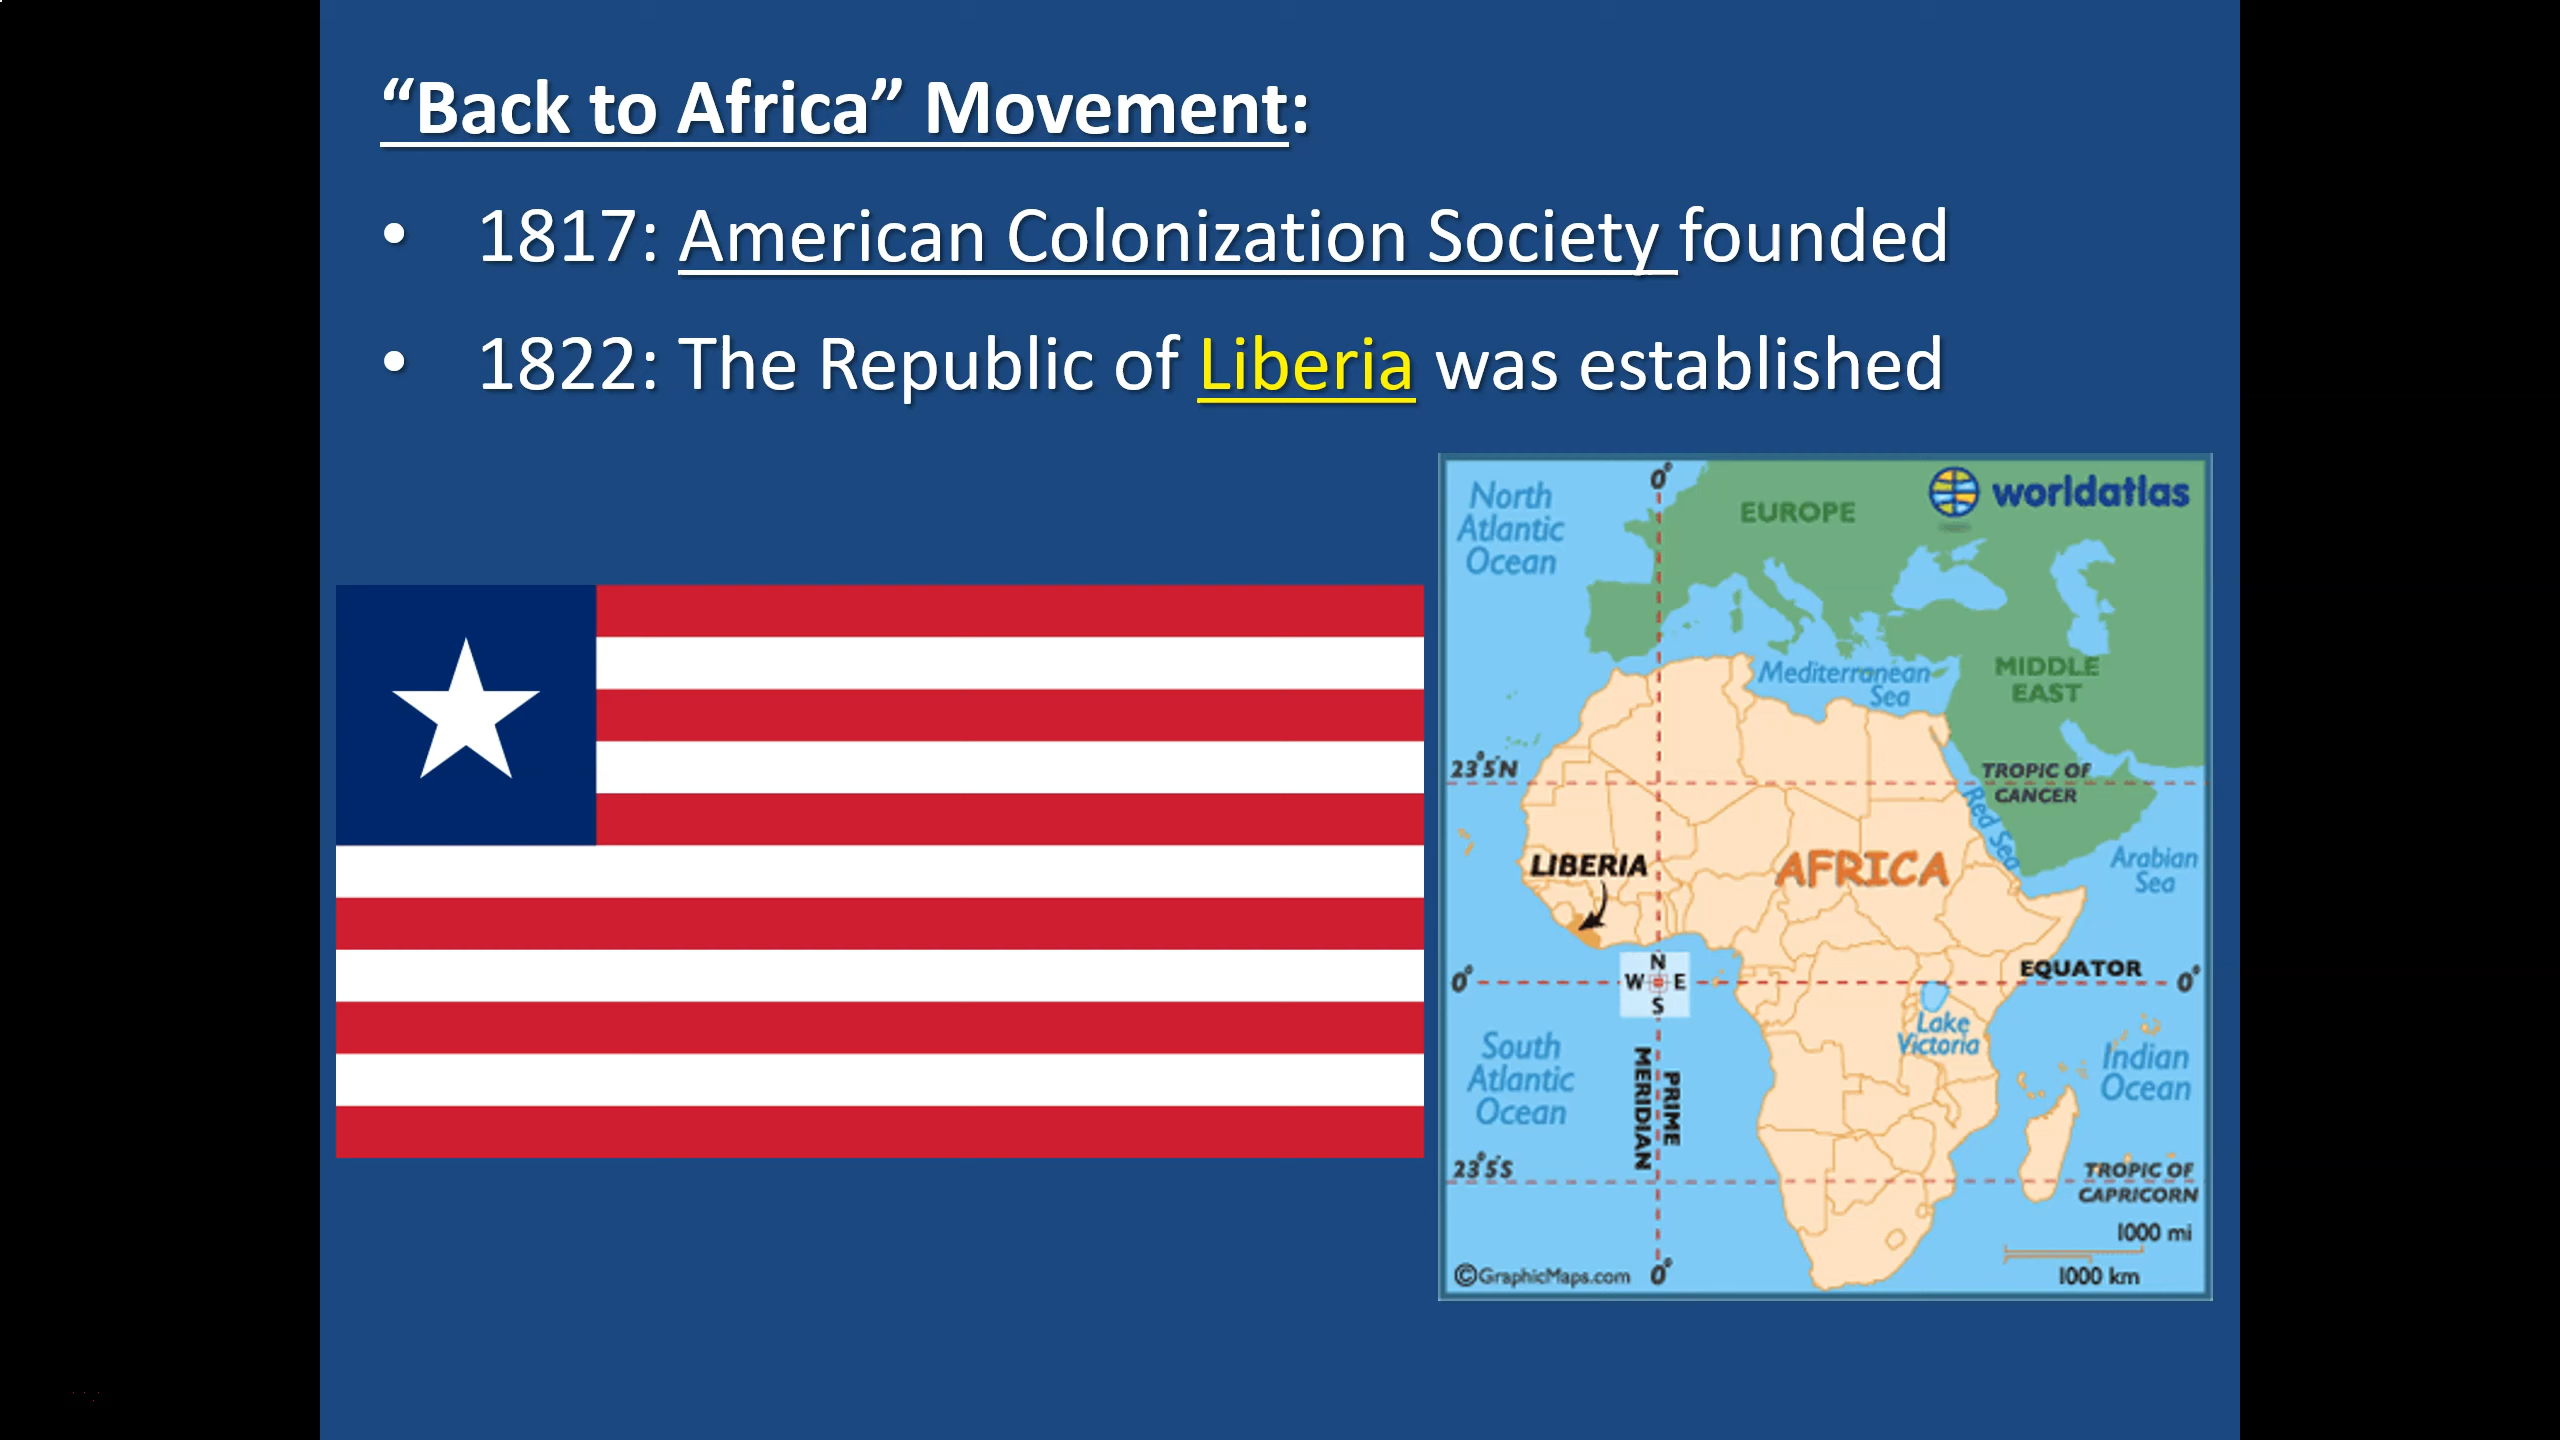 “Back to Africa” Movement:
• 1817: American Colonization Society founded
• 1822: The Republic of Liberia was established
0°
North
Atlantic
Ocean
EUROPE
worldatlas
Mediterranean
Sea
MIDDLE
EAST
23°5'N
TROPIC OF
CANCER
Red Sea
LIBERIA
AFRICA
Arabian
Sea
N
W E
S
0°
EQUATOR
0°
Lake
Victoria
South
Atlantic
Ocean
PRIME
MERIDIAN
Indian
Ocean
23°5'S
TROPIC OF
CAPRICORN
1000 mi
1000 km
©GraphicMaps.com
0°